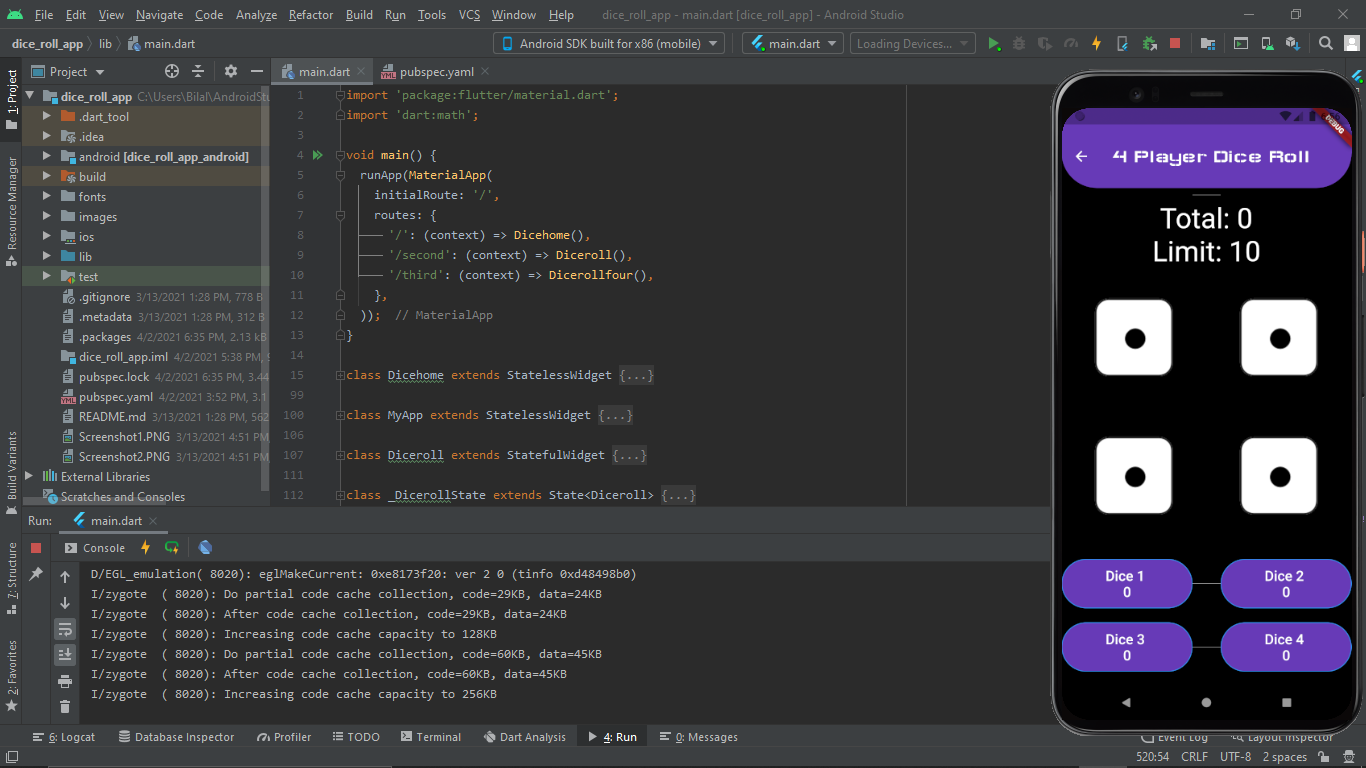 File Edit View Navigate Code Analyze Refactor Build Run Tools VCS Window Help dice_roll_app - main.dart [dice_roll_app] - Android Studio
dice_roll_app lib main.dart Android SDK built for x86 (mobile) main.dart Loading Devices...
1: Project
Resource Manager
Build Variants
7: Structure
2: Favorites
Project
dice_roll_app C:\Users\Bilal\AndroidStu
.dart_tool
.idea
android [dice_roll_app_android]
build
fonts
images
ios
lib
test
.gitignore 3/13/2021 1:28 PM, 778 B
.metadata 3/13/2021 1:28 PM, 312 B
.packages 4/2/2021 6:35 PM, 2.13 kB
dice_roll_app.iml 4/2/2021 5:38 PM,
pubspec.lock 4/2/2021 6:35 PM, 3.44
pubspec.yaml 4/2/2021 3:52 PM, 3.1
README.md 3/13/2021 1:28 PM, 562
Screenshot1.PNG 3/13/2021 4:51 P
Screenshot2.PNG 3/13/2021 4:51 P
External Libraries
Scratches and Consoles
main.dart pubspec.yaml
1 import 'package:flutter/material.dart';
2 import 'dart:math';
3
4 void main() {
5 runApp(MaterialApp(
6 initialRoute: '/',
7 routes: {
8 '/': (context) => Dicehome(),
9 '/second': (context) => Diceroll(),
10 '/third': (context) => Dicerollfour(),
11 },
12 )); // MaterialApp
13 }
14
15 class Dicehome extends StatelessWidget {...}
99
100 class MyApp extends StatelessWidget {...}
106
107 class Diceroll extends StatefulWidget {...}
111
112 class _DicerollState extends State<Diceroll> {...}
DEBUG
4 Player Dice Roll
Total: 0
Limit: 10
Dice 1
0
Dice 2
0
Dice 3
0
Dice 4
0
Run: main.dart
Console
D/EGL_emulation( 8020): eglMakeCurrent: 0xe8173f20: ver 2 0 (tinfo 0xd48498b0)
I/zygote ( 8020): Do partial code cache collection, code=29KB, data=24KB
I/zygote ( 8020): After code cache collection, code=29KB, data=24KB
I/zygote ( 8020): Increasing code cache capacity to 128KB
I/zygote ( 8020): Do partial code cache collection, code=60KB, data=45KB
I/zygote ( 8020): After code cache collection, code=60KB, data=45KB
I/zygote ( 8020): Increasing code cache capacity to 256KB
6: Logcat Database Inspector Profiler TODO Terminal Dart Analysis 4: Run 0: Messages Event Log Layout Inspector
520:54 CRLF UTF-8 2 spaces